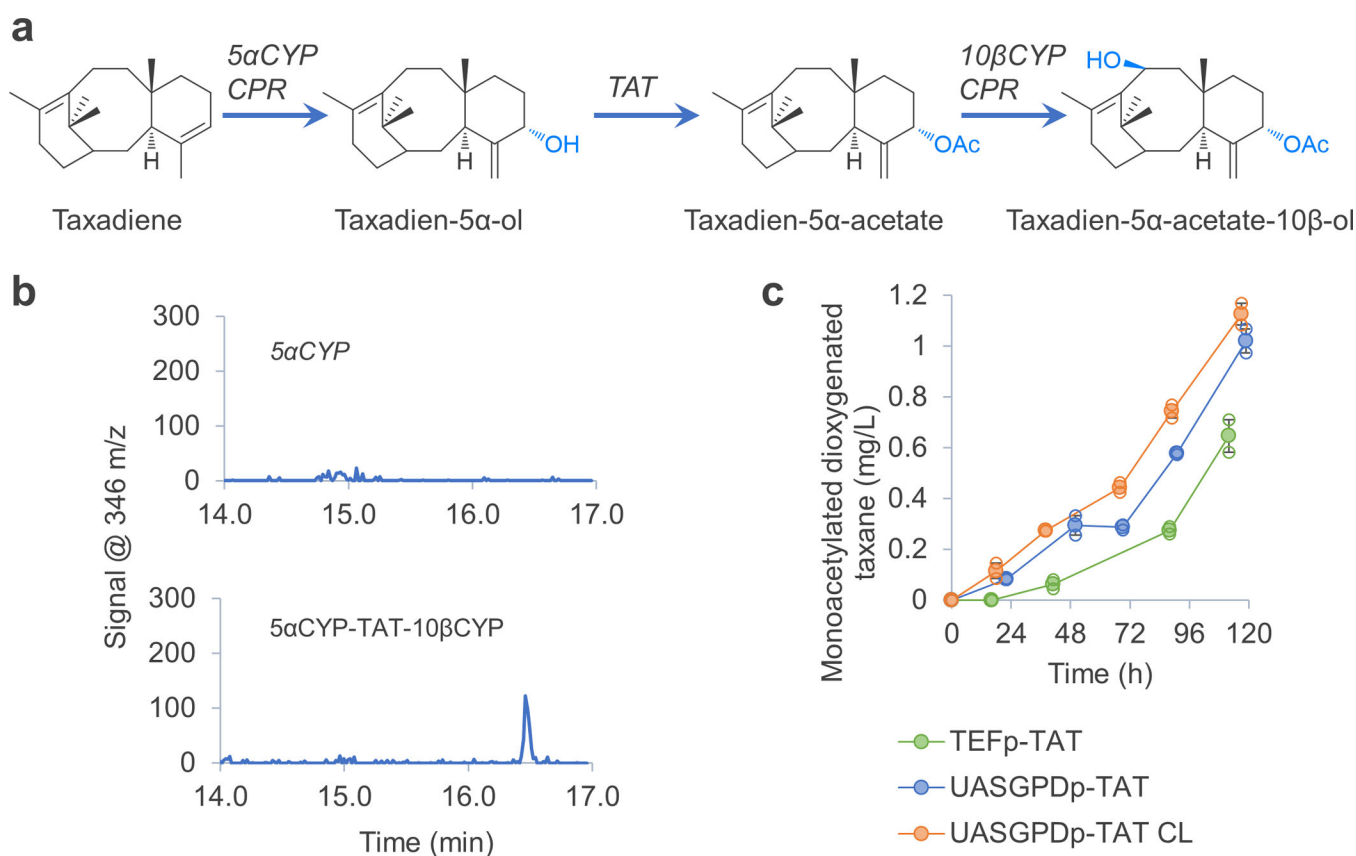 a
5αCYP
CPR
TAT
10βCYP
CPR
HO
H
H
OH
H
OAc
H
OAc
Taxadiene
Taxadien-5α-ol
Taxadien-5α-acetate
Taxadien-5α-acetate-10β-ol
b
Signal @ 346 m/z
300
200
100
0
5αCYP
14.0 15.0 16.0 17.0
300
200
100
0
5αCYP-TAT-10βCYP
14.0 15.0 16.0 17.0
Time (min)
c
Monoacetylated dioxygenated
taxane (mg/L)
1.2
1
0.8
0.6
0.4
0.2
0
0 24 48 72 96 120
Time (h)
TEFp-TAT
UASGPDp-TAT
UASGPDp-TAT CL